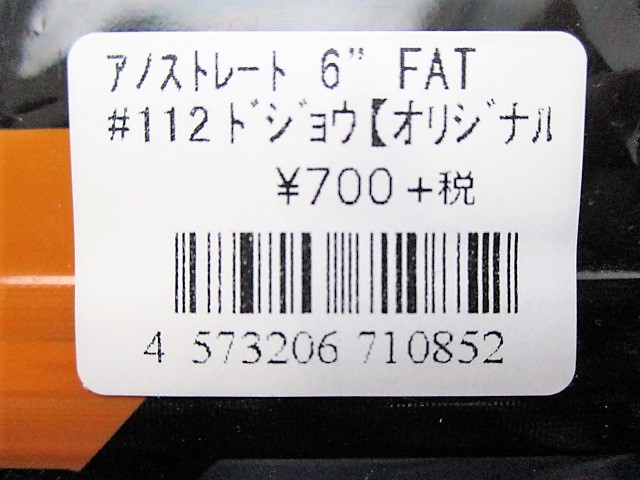 ｱﾉｽﾄﾚｰﾄ 6" FAT
#112ﾄﾞｼﾞｮｳ【ｵﾘｼﾞﾅﾙ
¥700+税
4 573206 710852